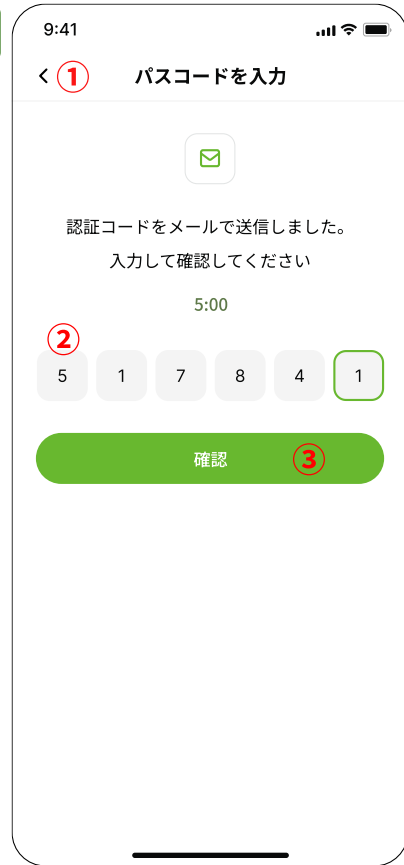 9:41
① パスコードを入力
認証コードをメールで送信しました。
入力して確認してください
5:00
②
5 1 7 8 4 1
確認 ③